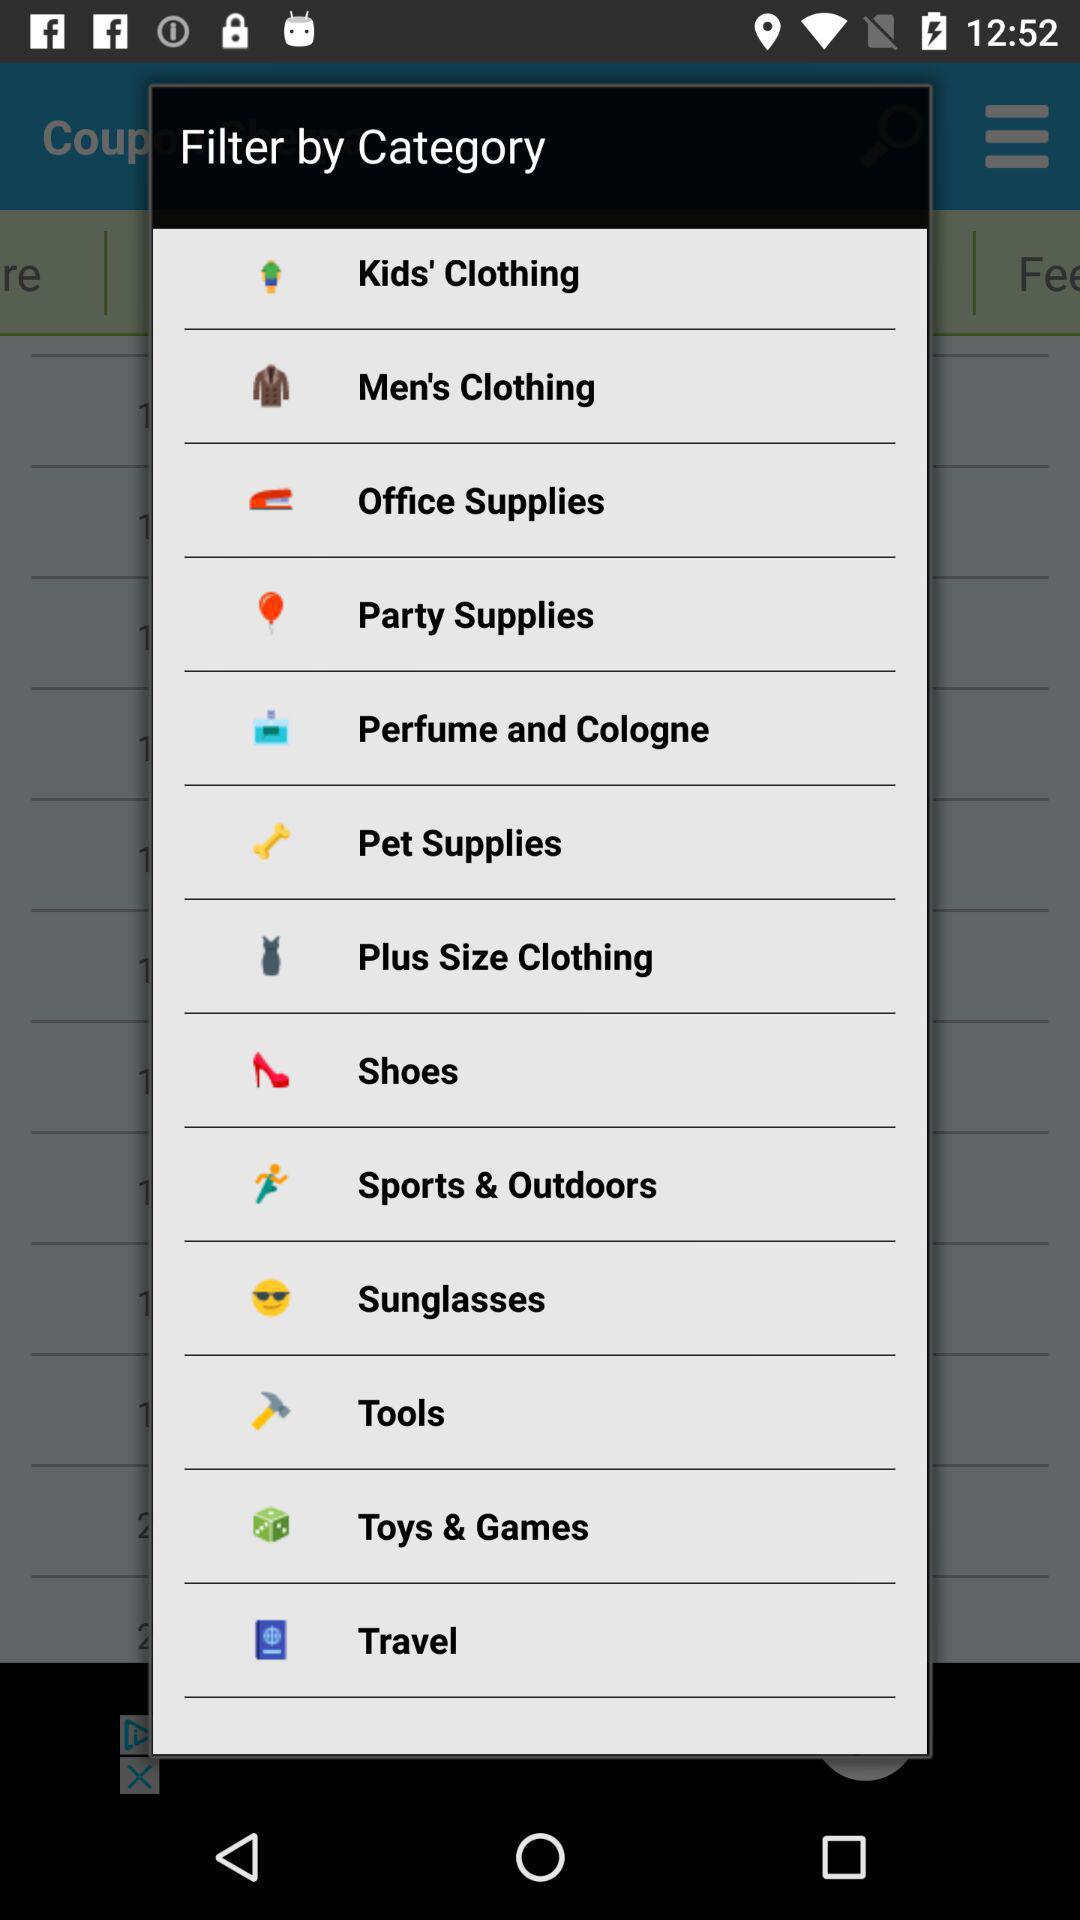 12:52
Coup
Filter by Category
re
Fee
Kids' Clothing
Men's Clothing
Office Supplies
Party Supplies
Perfume and Cologne
Pet Supplies
Plus Size Clothing
Shoes
Sports & Outdoors
Sunglasses
Tools
Toys & Games
Travel